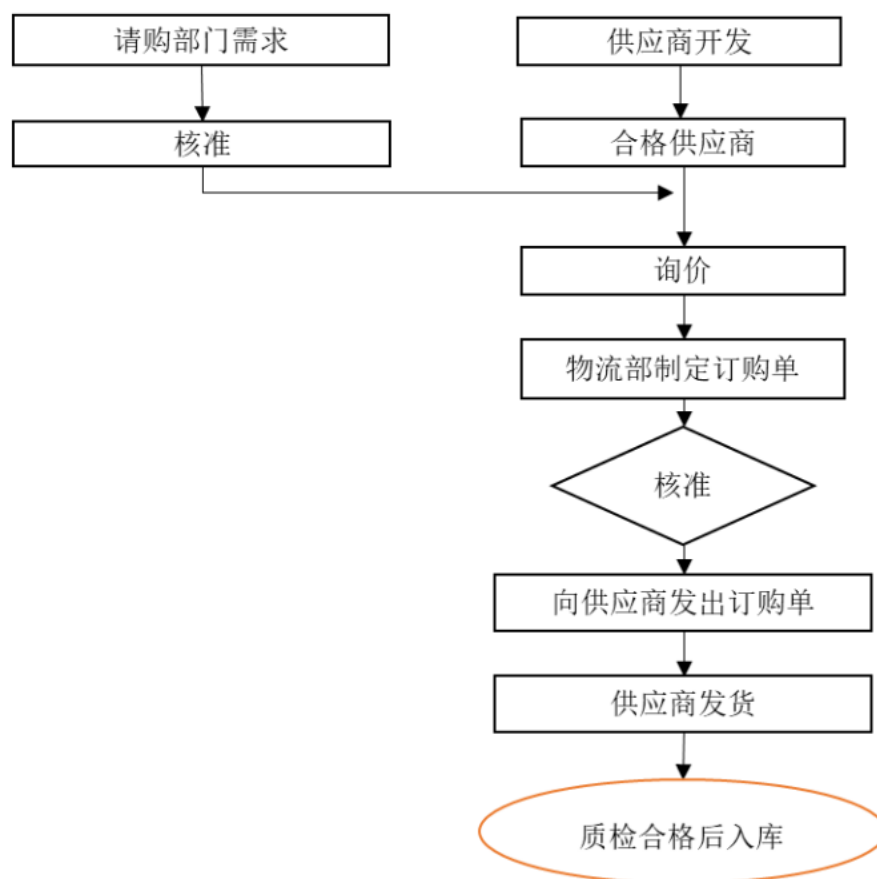 请购部门需求
供应商开发
核准
合格供应商
询价
物流部制定订购单
核准
向供应商发出订购单
供应商发货
质检合格后入库